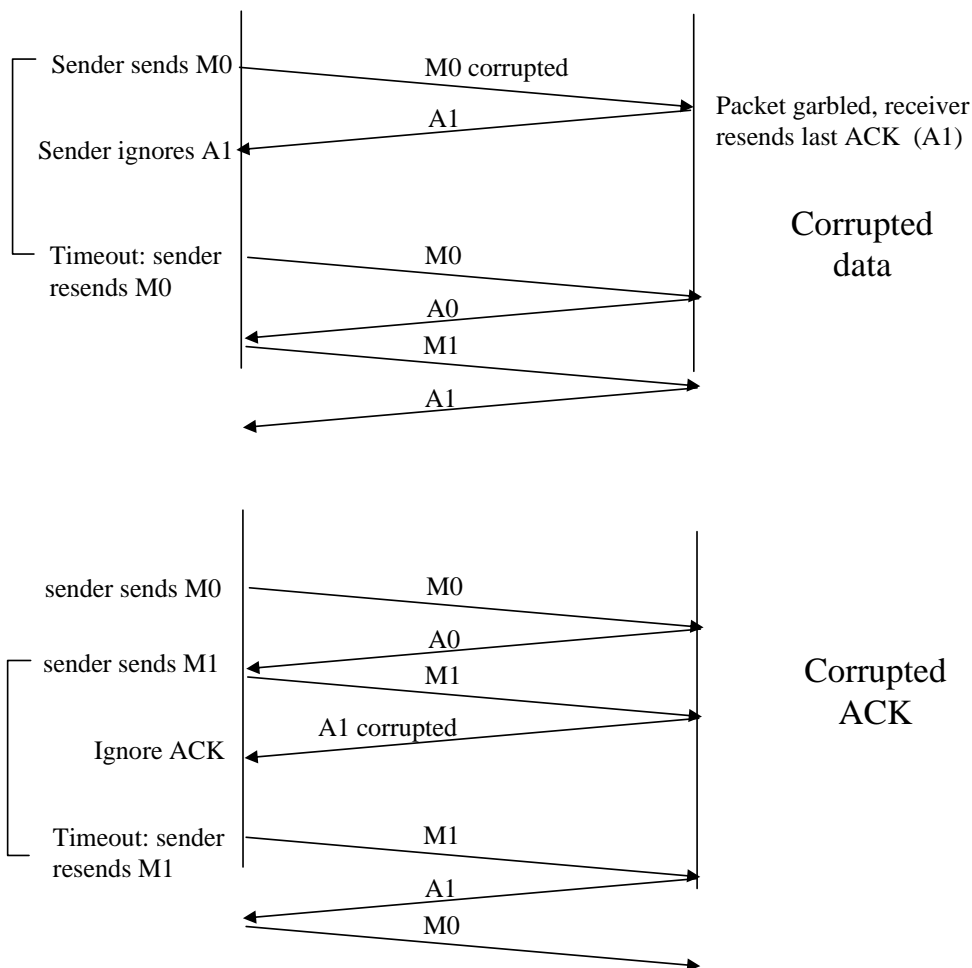 Sender sends M0
M0 corrupted
Packet garbled, receiver
resends last ACK  (A1)
A1
Sender ignores A1
Corrupted
data
Timeout: sender
resends M0
M0
A0
M1
A1
sender sends M0
M0
A0
sender sends M1
M1
Corrupted
ACK
A1 corrupted
Ignore ACK
Timeout: sender
resends M1
M1
A1
M0